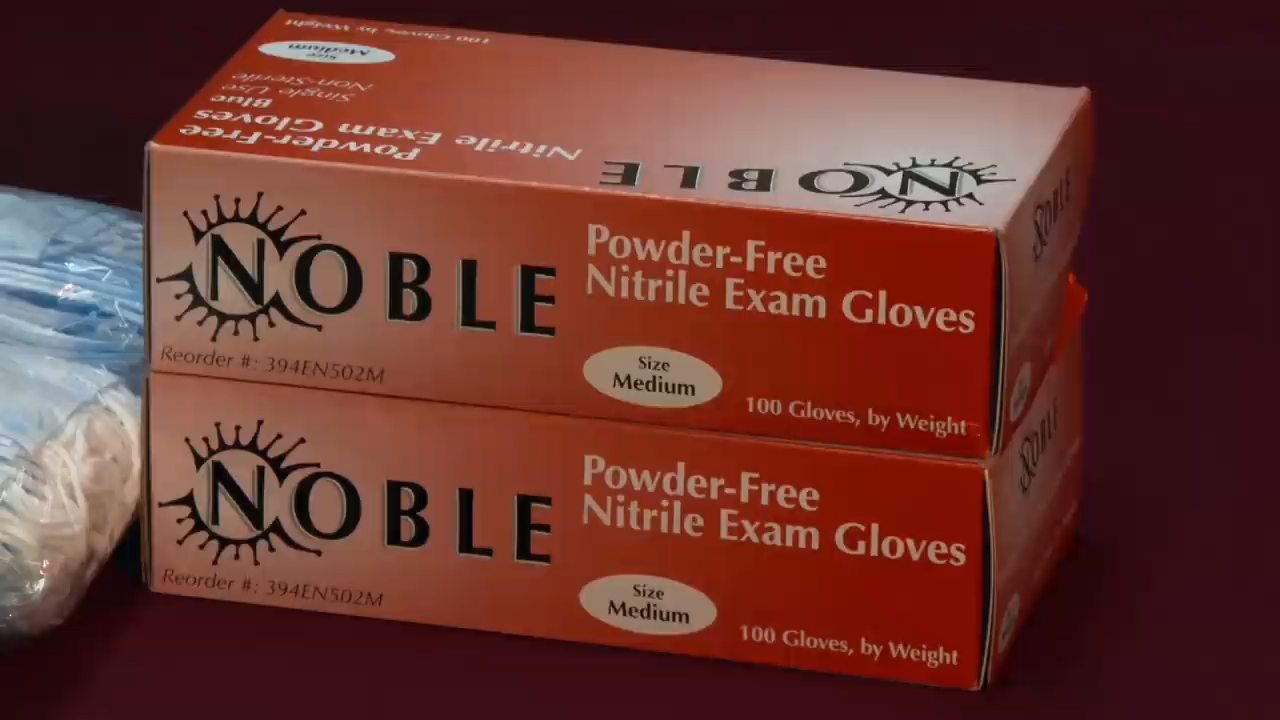 100 Gloves, by Weight
Size
Medium
Non-Sterile
Single Use
Blue
Powder-Free
Nitrile Exam Gloves
NOBLE
NOBLE
NOBLE
Powder-Free
Nitrile Exam Gloves
Size
Medium
Reorder #: 394EN502M
100 Gloves, by Weight
NOBLE
NOBLE
Powder-Free
Nitrile Exam Gloves
Size
Medium
Reorder #: 394EN502M
100 Gloves, by Weight